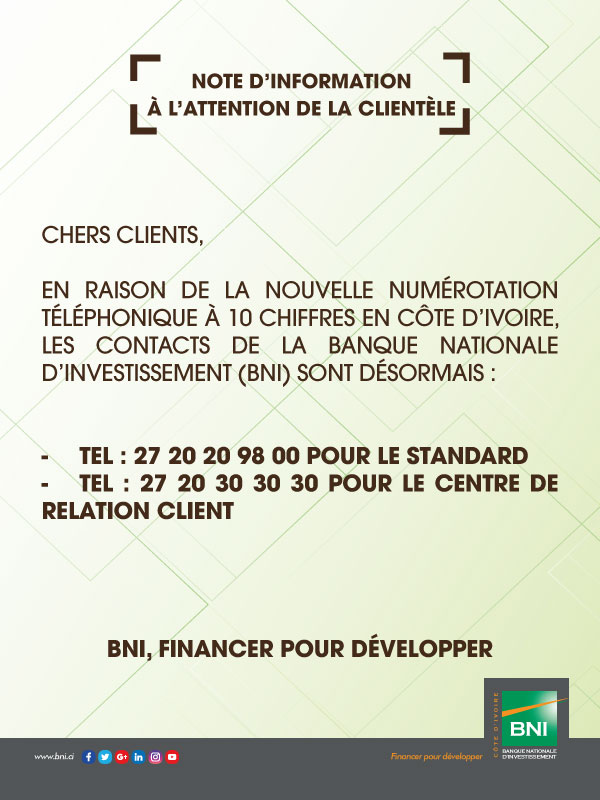 NOTE D'INFORMATION
À L'ATTENTION DE LA CLIENTÈLE
CHERS CLIENTS,
EN RAISON DE LA NOUVELLE NUMÉROTATION
TÉLÉPHONIQUE À 10 CHIFFRES EN CÔTE D'IVOIRE,
LES CONTACTS DE LA BANQUE NATIONALE
D'INVESTISSEMENT (BNI) SONT DÉSORMAIS :
- TEL : 27 20 20 98 00 POUR LE STANDARD
- TEL : 27 20 30 30 30 POUR LE CENTRE DE
RELATION CLIENT
BNI, FINANCER POUR DÉVELOPPER
www.bni.ci
Financer pour développer
CÔTE D'IVOIRE
BNI
BANQUE NATIONALE
D'INVESTISSEMENT